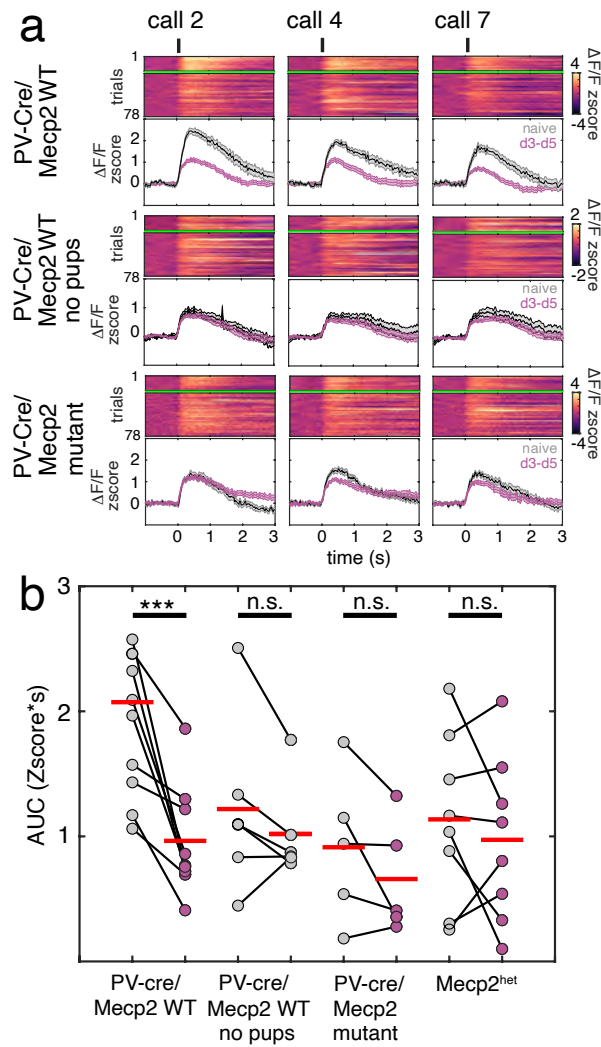 a
call 2 call 4 call 7
PV-Cre/
Mecp2 WT
trials
1
78
ΔF/F
zscore
4
-4
ΔF/F
zscore
2
1
0
naive
d3-d5
PV-Cre/
Mecp2 WT
no pups
trials
1
78
ΔF/F
zscore
2
-2
ΔF/F
zscore
1
0
naive
d3-d5
PV-Cre/
Mecp2
mutant
trials
1
78
ΔF/F
zscore
4
-4
ΔF/F
zscore
2
1
0
naive
d3-d5
0 1 2 3 0 1 2 3 0 1 2 3
time (s)
b
*** n.s. n.s. n.s.
AUC (Zscore*s)
3
2
1
PV-cre/
Mecp2 WT
PV-cre/
Mecp2 WT
no pups
PV-cre/
Mecp2
mutant
Mecp2het